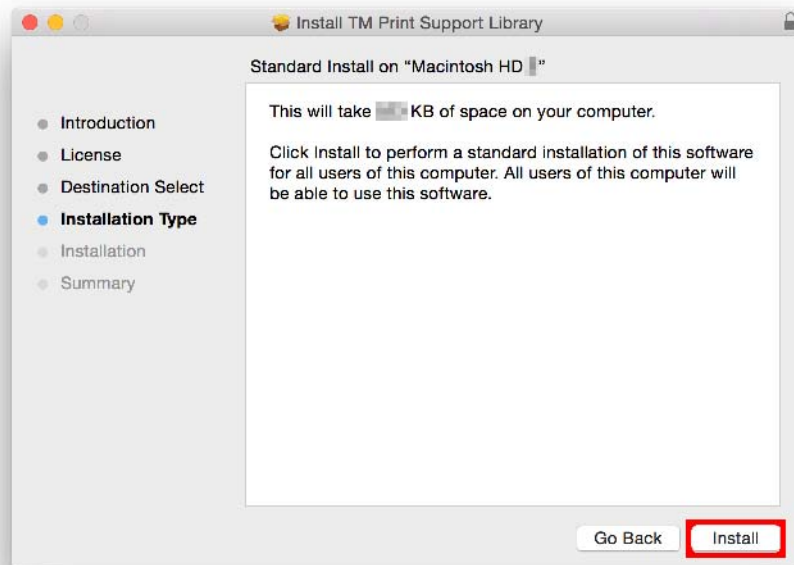 Install TM Print Support Library
Standard Install on “Macintosh HD ”
Introduction
License
Destination Select
Installation Type
Installation
Summary
This will take KB of space on your computer.
Click Install to perform a standard installation of this software
for all users of this computer. All users of this computer will
be able to use this software.
Go Back
Install